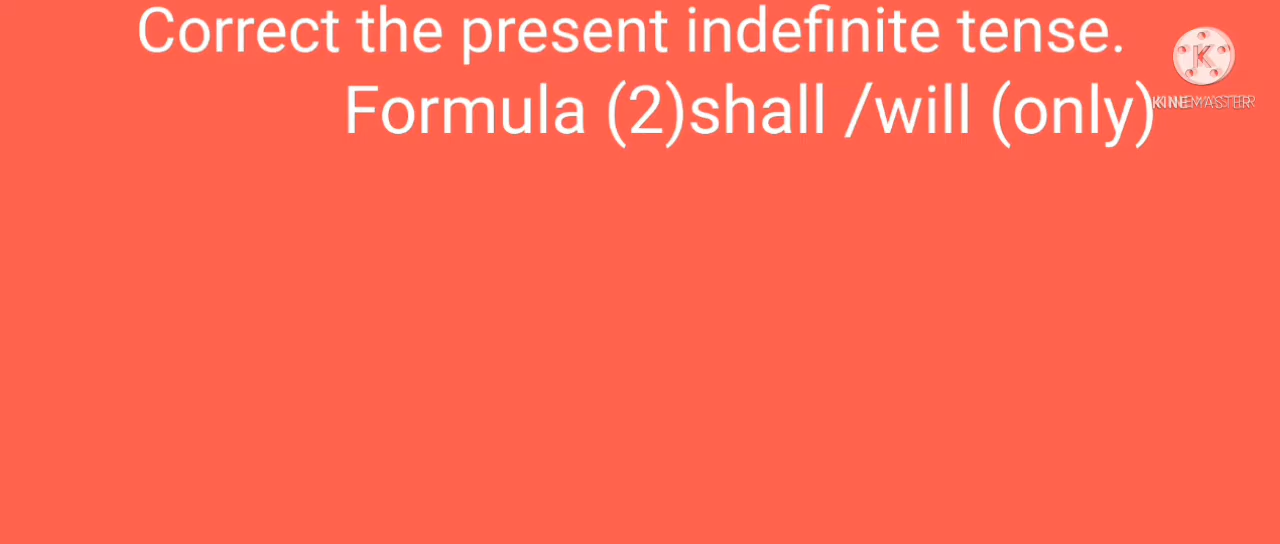 Correct the present indefinite tense.
Formula (2)shall /will (only)
K
KINEMASTER